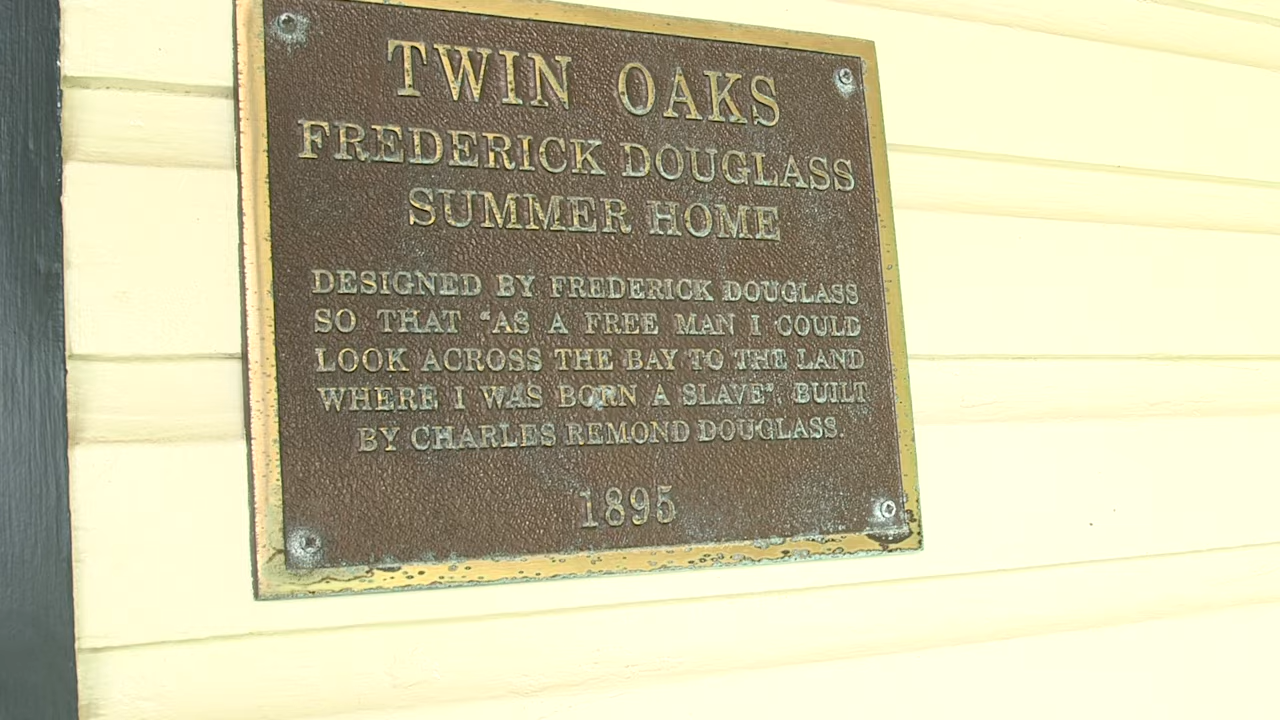 TWIN OAKS
FREDERICK DOUGLASS
SUMMER HOME
DESIGNED BY FREDERICK DOUGLASS
SO THAT "AS A FREE MAN I COULD
LOOK ACROSS THE BAY TO THE LAND
WHERE I WAS BORN A SLAVE". BUILT
BY CHARLES REMOND DOUGLASS.
1895